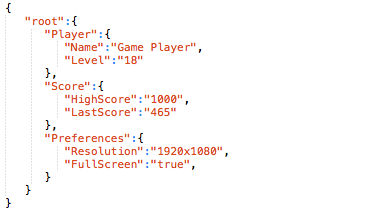 {
"root":{
"Player":{
"Name":"Game Player",
"Level":"18"
},
"Score":{
"HighScore":"1000",
"LastScore":"465"
},
"Preferences":{
"Resolution":"1920x1080",
"FullScreen":"true",
}
}
}